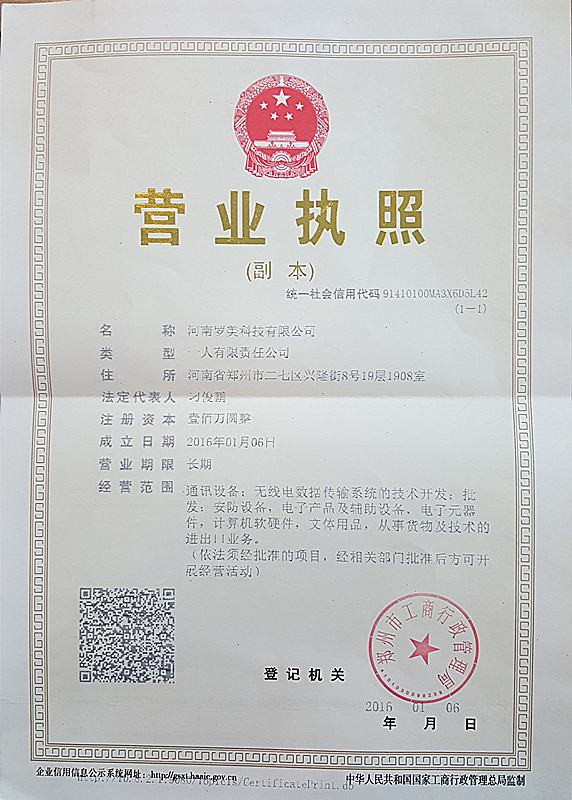 营业执照
(副 本)
统一社会信用代码 91410100MA3X6D5L42
(1—1)
名称 河南罗美科技有限公司
类型 一人有限责任公司
住所 河南省郑州市二七区兴隆街8号19层1908室
法定代表人 刁俊鹏
注册资本 壹佰万圆整
成立日期 2016年01月06日
营业期限 长期
经营范围 通讯设备；无线电数据传输系统的技术开发；批
发：安防设备，电子产品及辅助设备，电子元器
件，计算机软硬件，文体用品，从事货物及技术的
进出口业务。
（依法须经批准的项目，经相关部门批准后方可开
展经营活动）
郑州市工商行政管理局
4101030098239
登记机关
2016 01 06
年 月 日
企业信用信息公示系统网址：http://gsxt.haaic.gov.cn
中华人民共和国国家工商行政管理总局监制